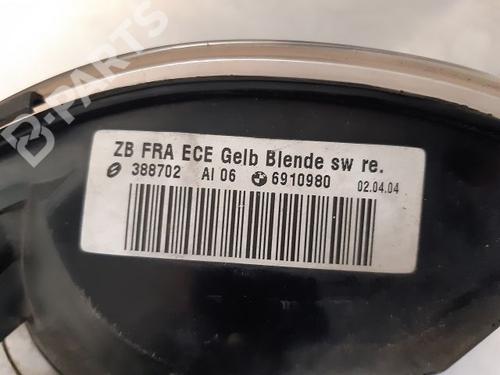 B-PARTS
ZB FRA ECE Gelb Blende sw re.
388702 AI 06 6910980 02.04.04